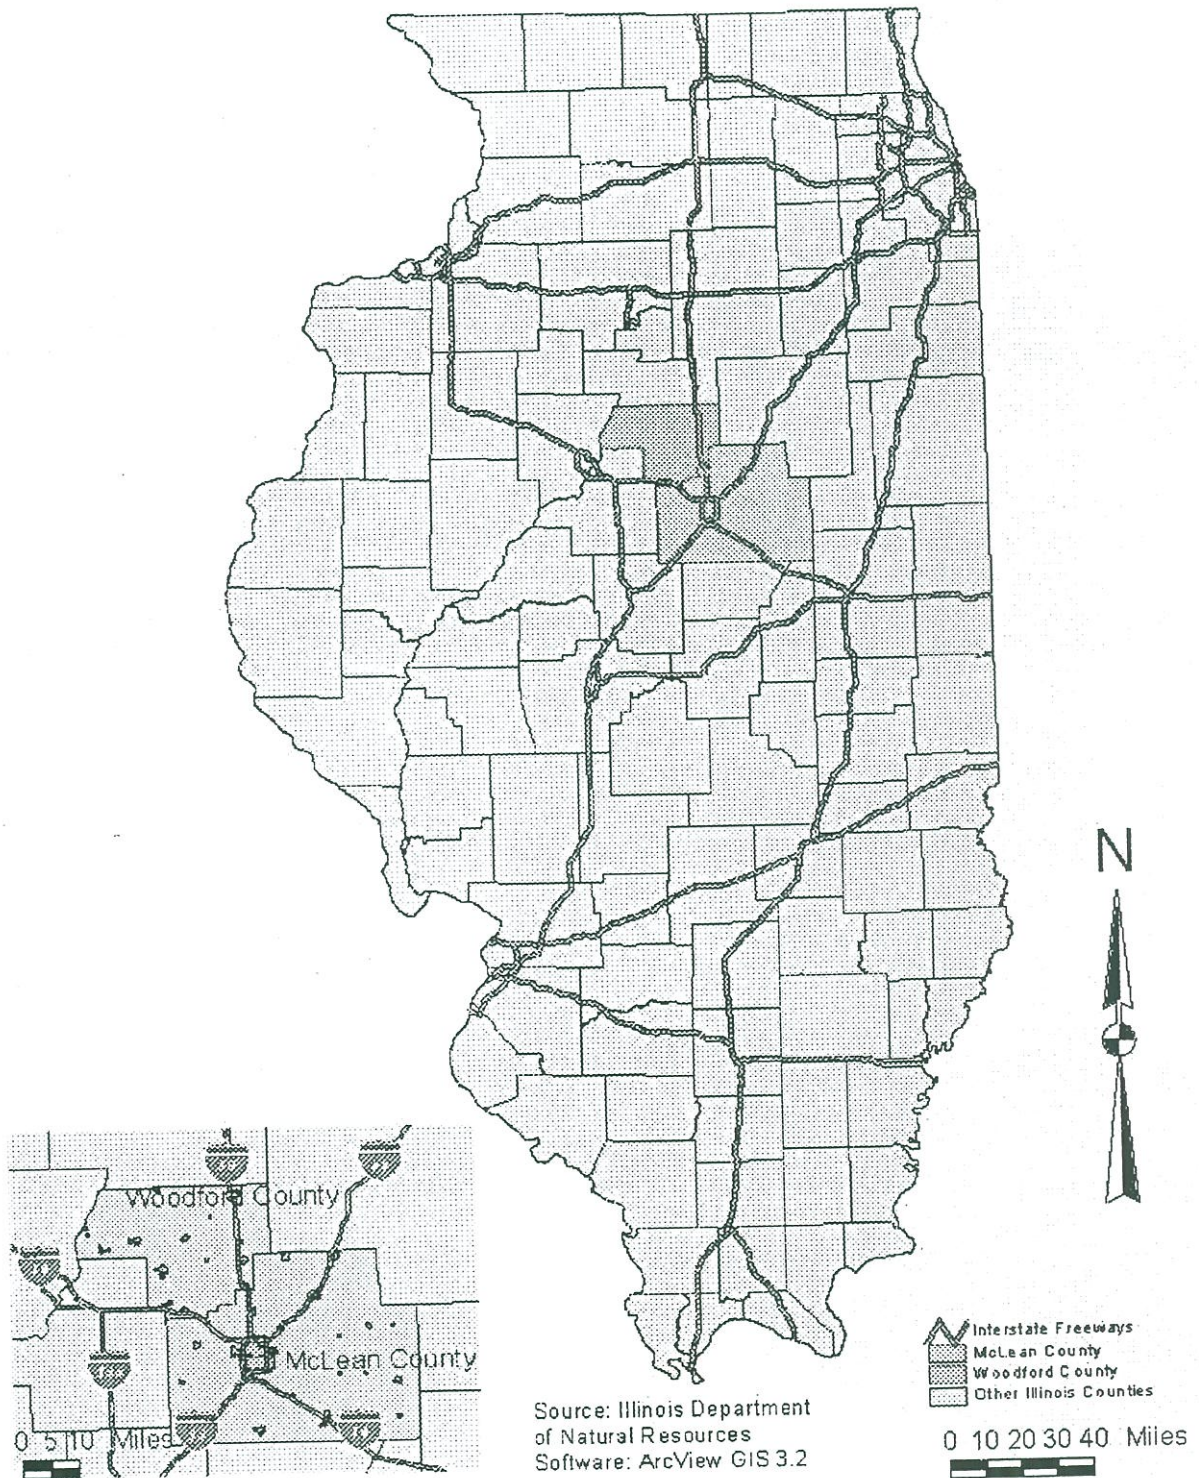 N
Woodford County
McLean County
0 5 10 Miles
Interstate Freeways
McLean County
Woodford County
Other Illinois Counties
Source: Illinois Department
of Natural Resources
Software: ArcView GIS 3.2
0 10 20 30 40 Miles